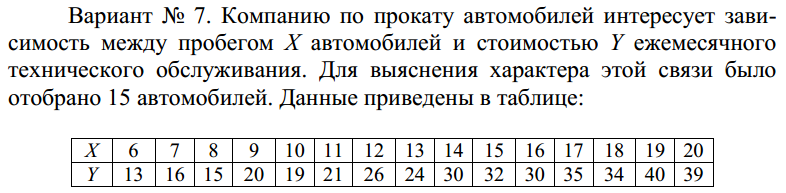 Вариант № 7. Компанию по прокату автомобилей интересует зави-
симость между пробегом X автомобилей и стоимостью Y ежемесячного
технического обслуживания. Для выяснения характера этой связи было
отобрано 15 автомобилей. Данные приведены в таблице:
X 6 7 8 9 10 11 12 13 14 15 16 17 18 19 20
Y 13 16 15 20 19 21 26 24 30 32 30 35 34 40 39